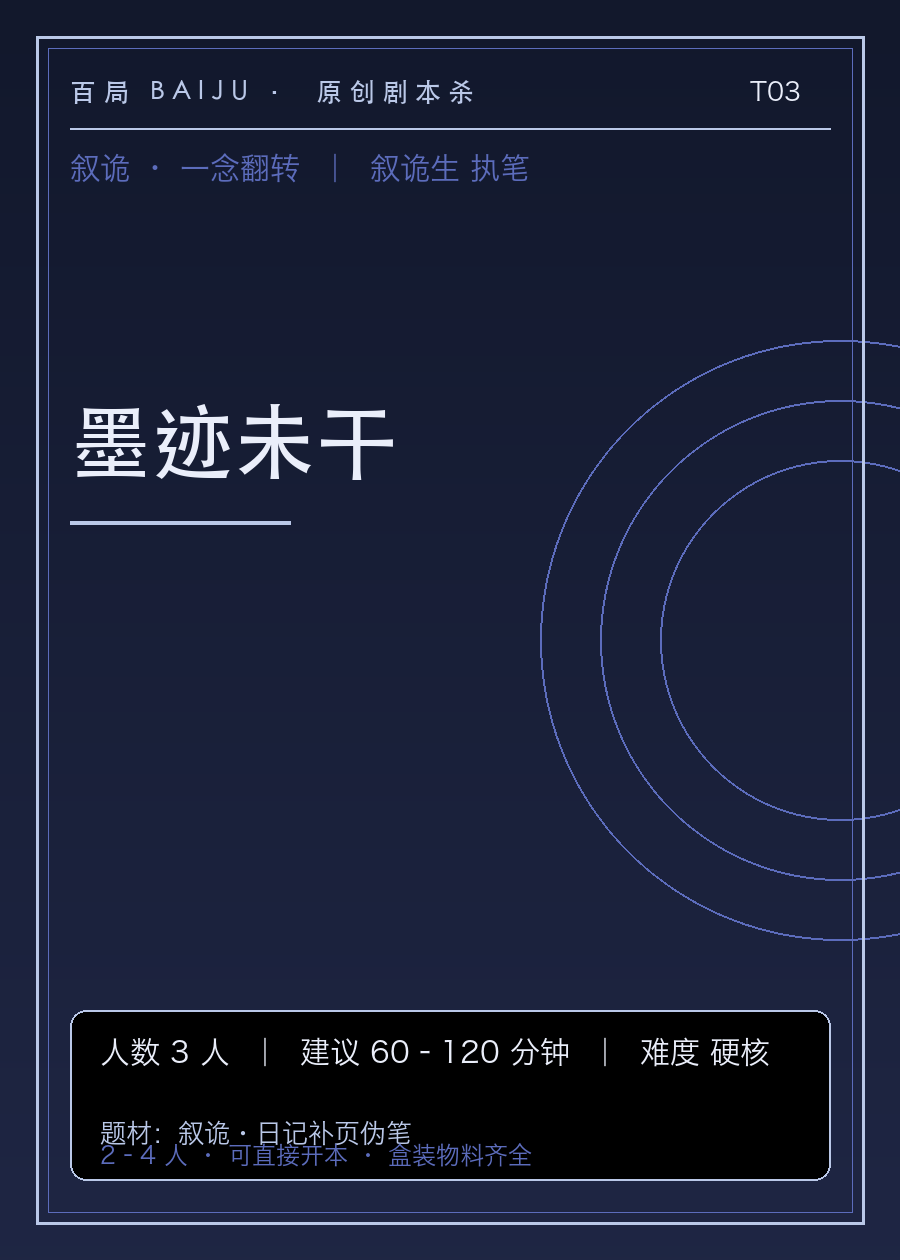 百局 BAIJU · 原创剧本杀 T03
叙诡 · 一念翻转 ｜ 叙诡生 执笔
墨迹未干
人数 3 人 ｜ 建议 60 - 120 分钟 ｜ 难度 硬核
题材: 叙诡·日记补页伪笔
2 - 4 人 · 可直接开本 · 盒装物料齐全